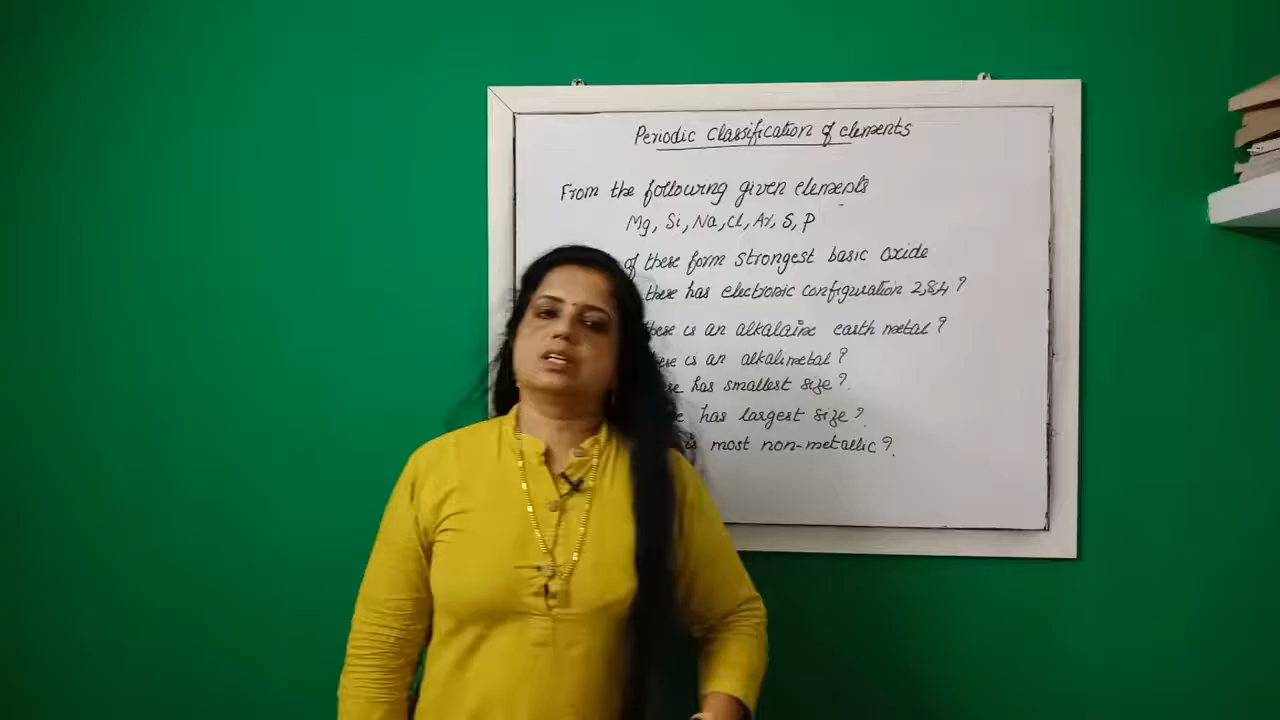 Periodic classification of elements
From the following given elements
Mg, Si, Na, Cl, Ar, S, P
of these form strongest basic oxide
these has electronic configuration 2,8,4 ?
these is an alkalaine earth metal ?
is an alkalimetal ?
has smallest size ?
has largest size ?
is most non-metallic ?